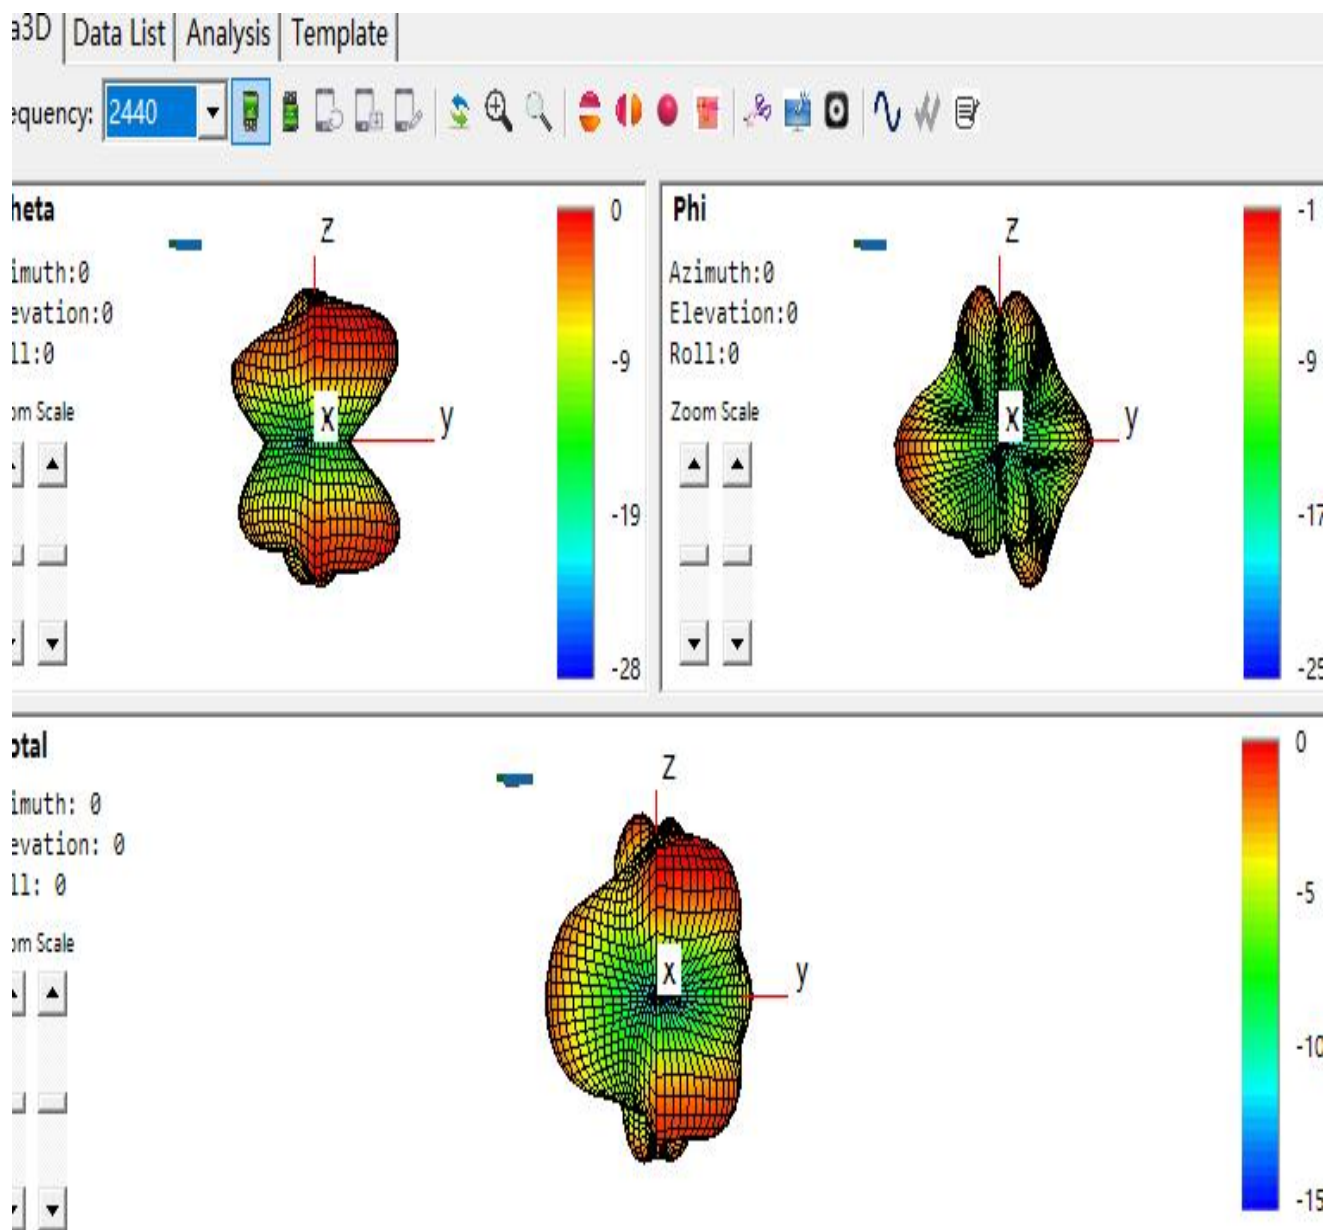 a3D Data List Analysis Template
equency: 2440
heta
imuth:0
evation:0
ll:0
om Scale
z
x
y
0
-9
-19
-28
Phi
Azimuth:0
Elevation:0
Roll:0
Zoom Scale
z
x
y
-1
-9
-17
-25
otal
imuth: 0
evation: 0
ll: 0
om Scale
z
x
y
0
-5
-10
-15